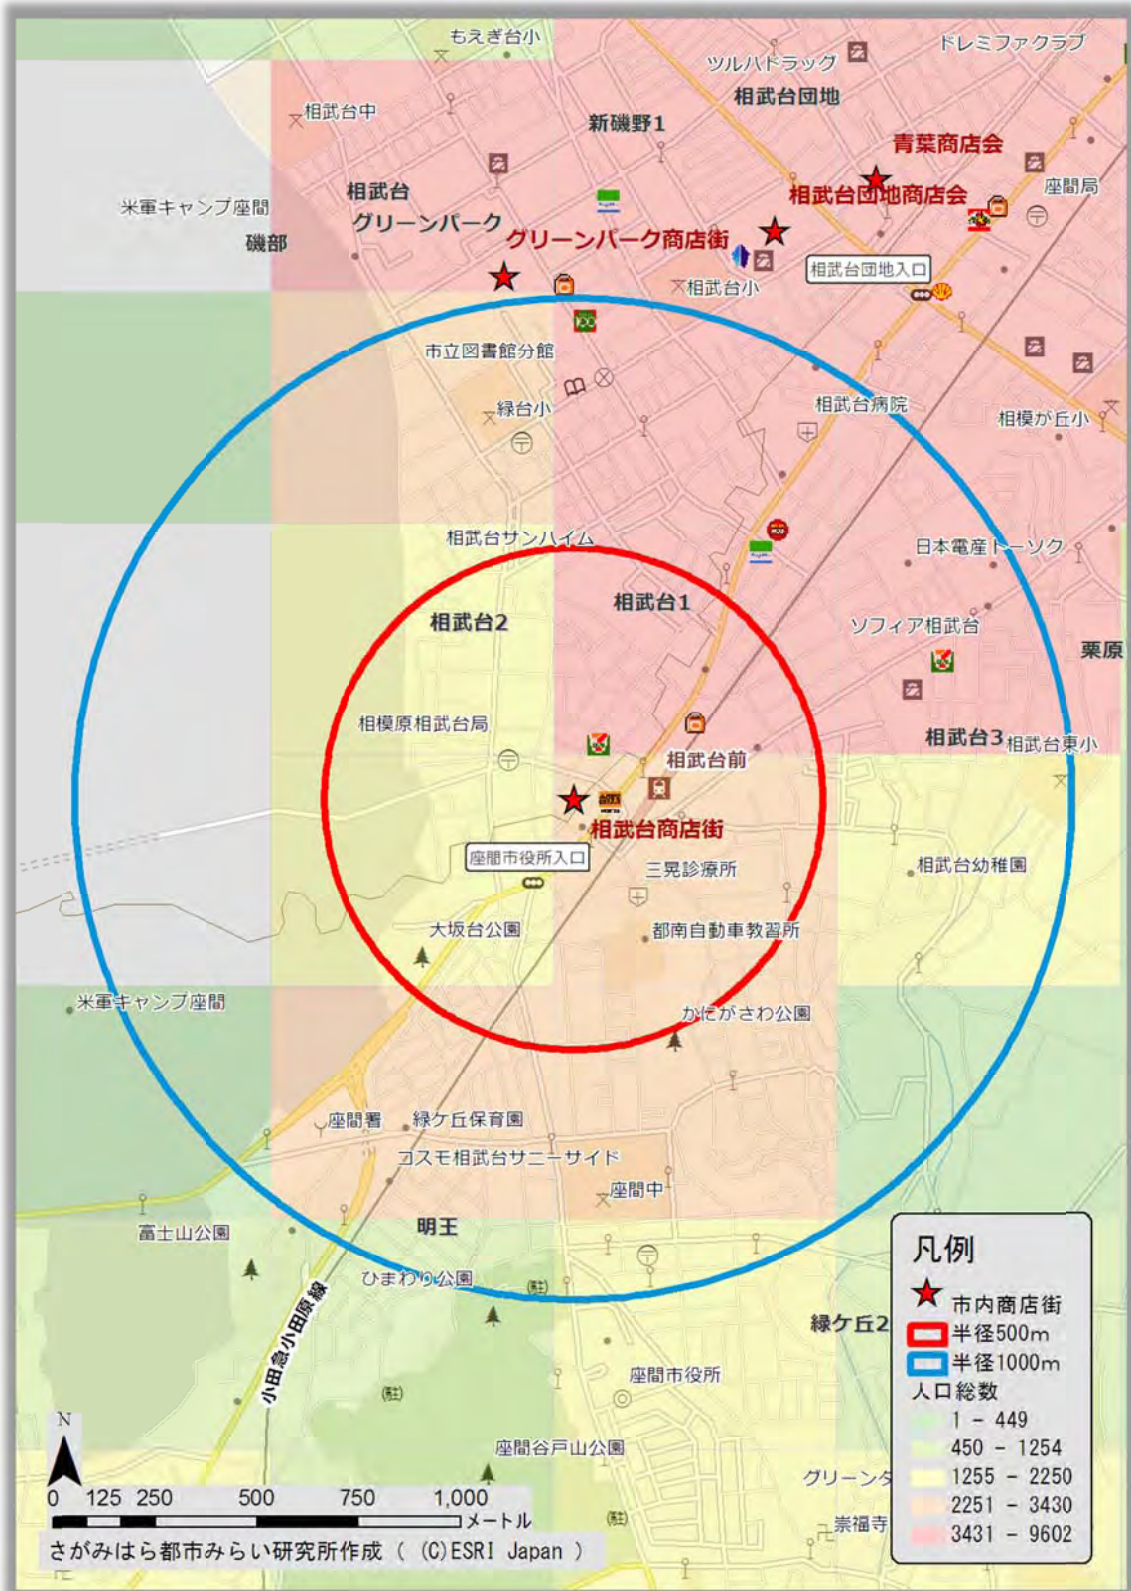 もえぎ台小
ドレミファクラブ
ツルハドラッグ
相武台団地
相武台中
新磯野1
青葉商店会
座間局
相武台
グリーンパーク
相武台団地商店会
米軍キャンプ座間
磯部
グリーンパーク商店街
相武台団地入口
相武台小
市立図書館分館
緑台小
相武台病院
相模が丘小
相武台サンハイム
日本電産トーソク
相武台1
相武台2
ソフィア相武台
栗原
相模原相武台局
相武台3
相武台東小
相武台前
相武台商店街
座間市役所入口
三晃診療所
相武台幼稚園
大坂台公園
都南自動車教習所
米軍キャンプ座間
かにがさわ公園
座間署
緑ケ丘保育園
コスモ相武台サニーサイド
座間中
富士山公園
明王
ひまわり公園
(駐)
小田急小田原線
緑ケ丘2
座間市役所
(駐)
座間谷戸山公園
(駐)
グリーンタ
崇福寺
凡例
市内商店街
半径500m
半径1000m
人口総数
1 - 449
450 - 1254
1255 - 2250
2251 - 3430
3431 - 9602
N
0 125 250 500 750 1,000
メートル
さがみはら都市みらい研究所作成 ( (C)ESRI Japan )